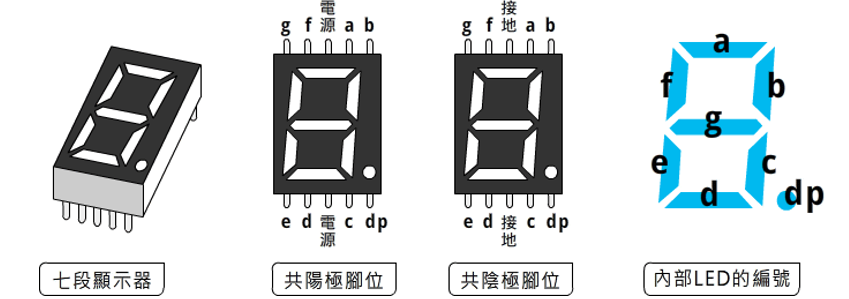 g f 電源 a b
e d 電源 c dp
共陽極腳位
g f 接地 a b
e d 接地 c dp
共陰極腳位
七段顯示器
a
f
b
g
e
c
d
dp
內部LED的編號